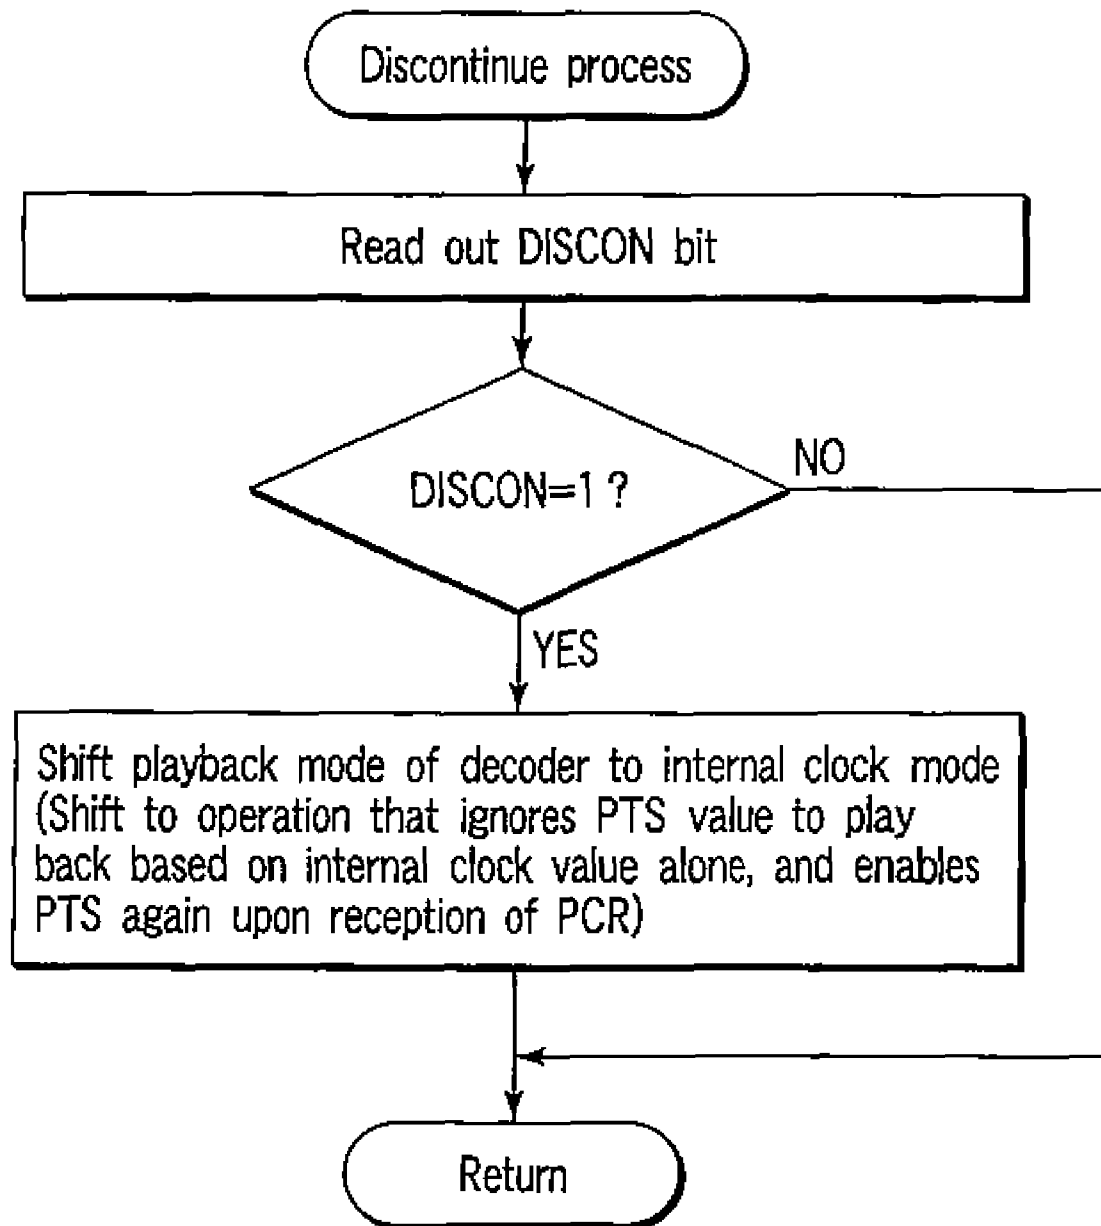 Discontinue process
Read out DISCON bit
DISCON=1 ?
NO
YES
Shift playback mode of decoder to internal clock mode
(Shift to operation that ignores PTS value to play
back based on internal clock value alone, and enables
PTS again upon reception of PCR)
Return